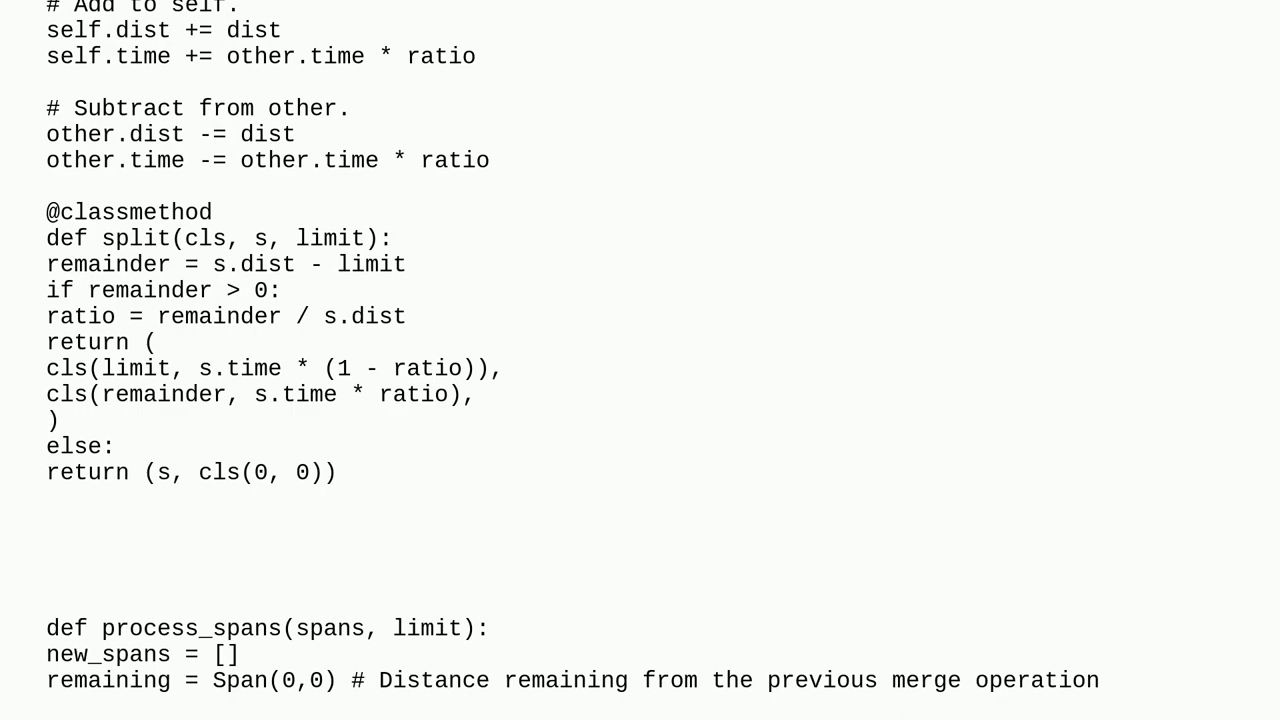 # Add to self.
self.dist += dist
self.time += other.time * ratio
# Subtract from other.
other.dist -= dist
other.time -= other.time * ratio
@classmethod
def split(cls, s, limit):
remainder = s.dist - limit
if remainder > 0:
ratio = remainder / s.dist
return (
cls(limit, s.time * (1 - ratio)),
cls(remainder, s.time * ratio),
)
else:
return (s, cls(0, 0))
def process_spans(spans, limit):
new_spans = []
remaining = Span(0,0) # Distance remaining from the previous merge operation